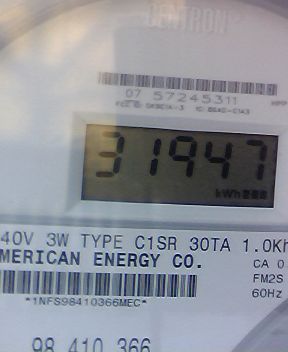 CENTRON
07 57245311
31947
kWh
40V 3W TYPE C1SR 30TA 1.0Kh
MERICAN ENERGY CO.
CA 0
FM2S
60Hz
*1NFS98410366MEC*
98 410 366